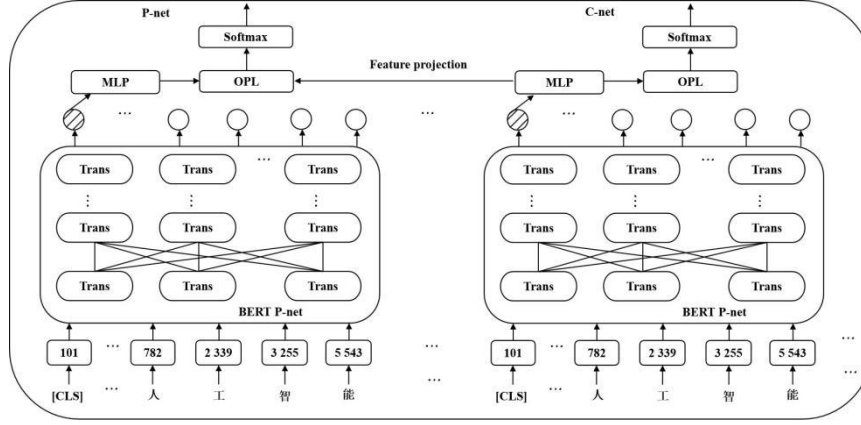 P-net C-net
Softmax Softmax
Feature projection
MLP OPL MLP OPL
... ... ...
... ...
Trans Trans Trans Trans Trans Trans
⋮ ⋮ ⋮ ⋮ ⋮ ⋮
Trans Trans Trans Trans Trans Trans
Trans Trans Trans Trans Trans Trans
BERT P-net BERT P-net
101 ... 782 2 339 3 255 5 543 ... 101 ... 782 2 339 3 255 5 543 ...
[CLS] ... 人 工 智 能 ... [CLS] ... 人 工 智 能 ...